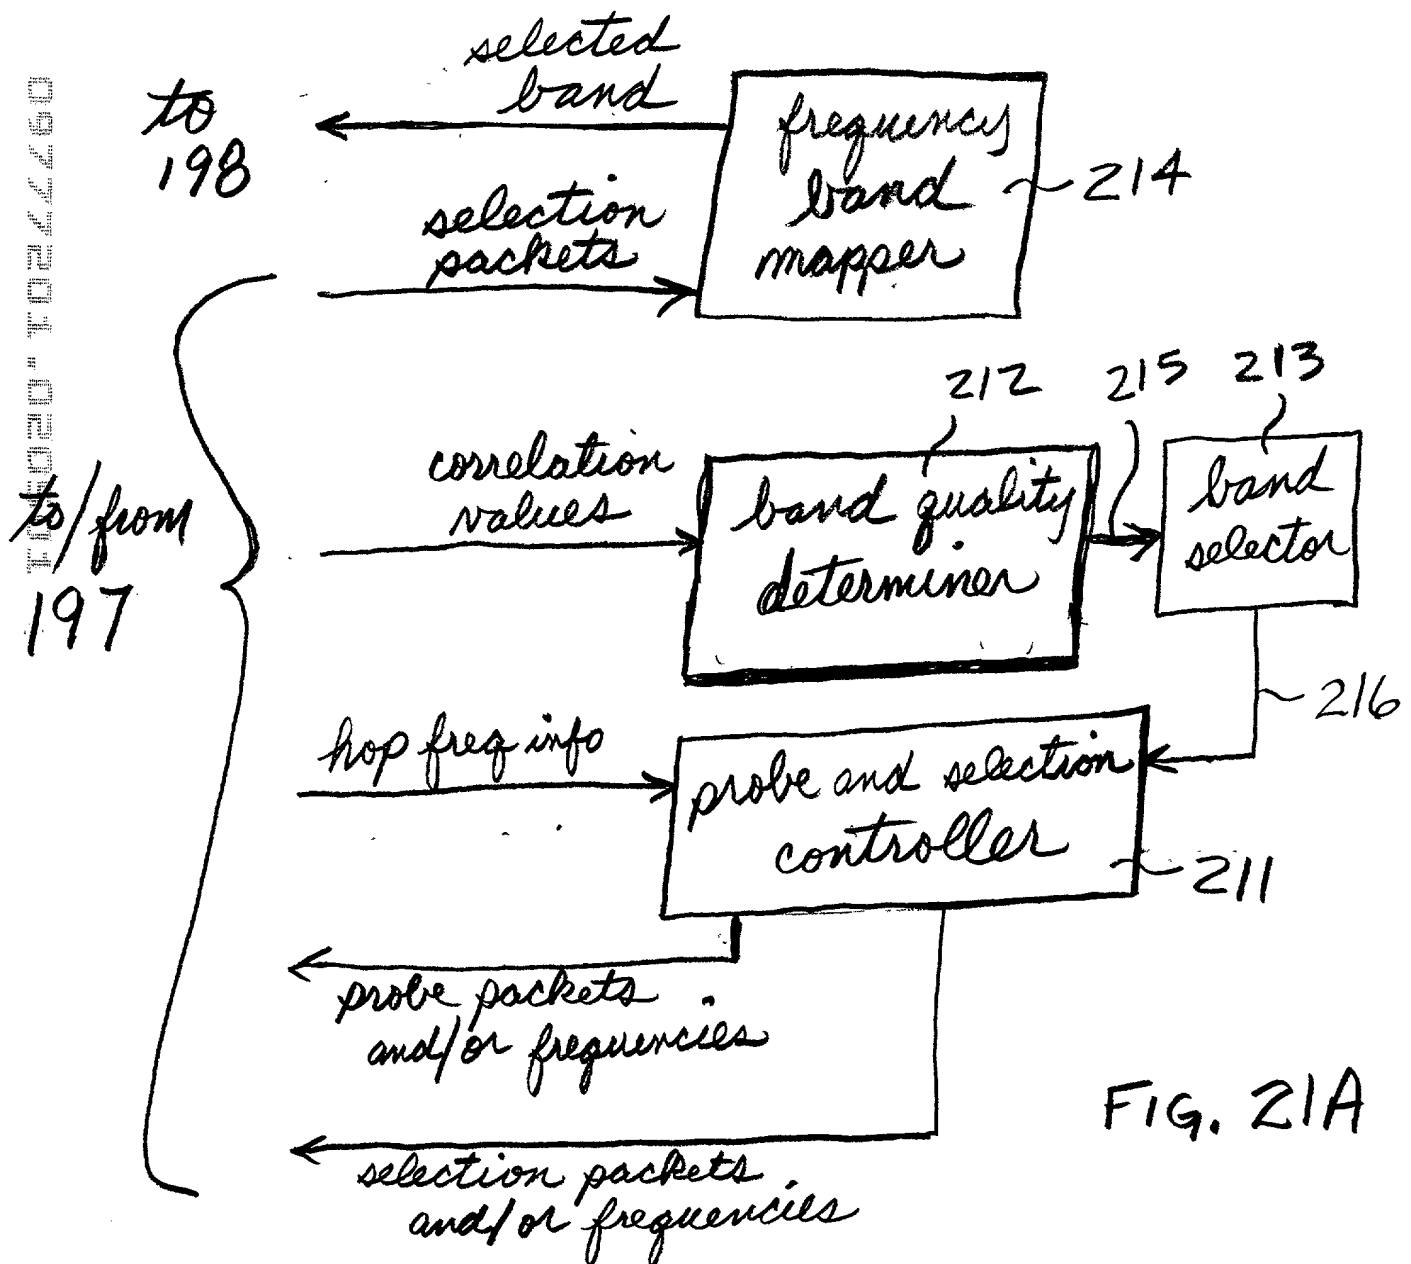 selected
band
to
198
frequency
band
mapper
214
selection
packets
212
215
213
correlation
values
band quality
determiner
band
selector
to/from
197
216
hop freq info
probe and selection
controller
211
probe packets
and/or frequencies
selection packets
and/or frequencies
FIG. 21A